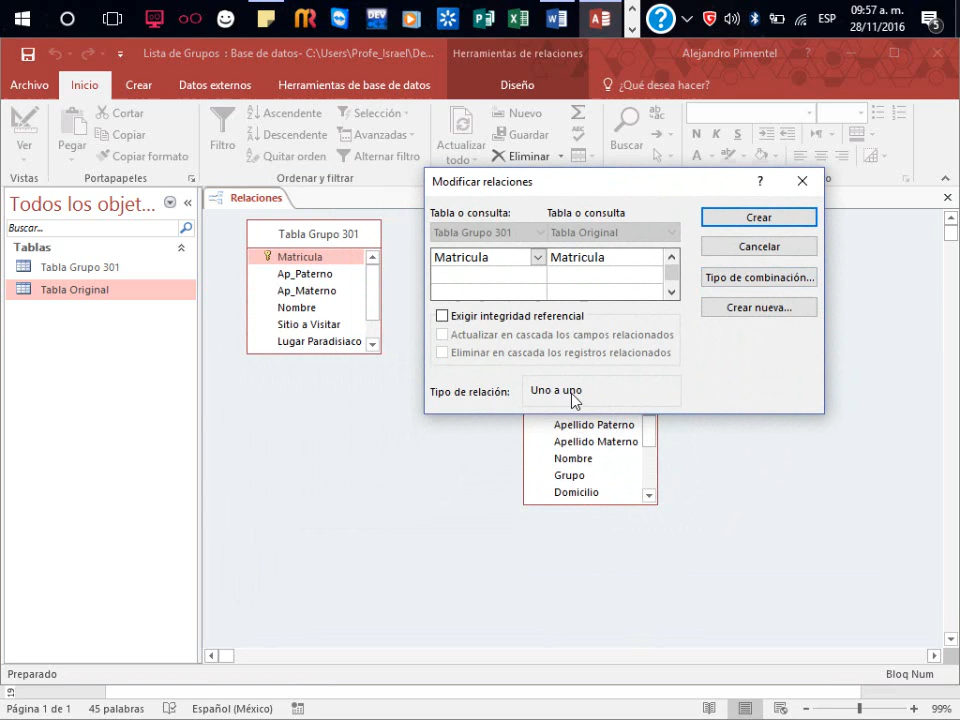 09:57 a. m.
ESP
28/11/2016
5
Lista de Grupos : Base de datos- C:\Users\Profe_Israel\De...
Herramientas de relaciones
Alejandro Pimentel
Archivo
Inicio
Crear
Datos externos
Herramientas de base de datos
Diseño
¿Qué desea hacer?
Ver
Pegar
Cortar
Copiar
Copiar formato
Filtro
Ascendente
Descendente
Quitar orden
Selección
Avanzadas
Alternar filtro
Actualizar
todo
Nuevo
Guardar
Eliminar
Buscar
N K S
Vistas
Portapapeles
Ordenar y filtrar
Todos los objet...
Buscar...
Tablas
Tabla Grupo 301
Tabla Original
Relaciones
Tabla Grupo 301
Matricula
Ap_Paterno
Ap_Materno
Nombre
Sitio a Visitar
Lugar Paradisiaco
Modificar relaciones
?
Tabla o consulta:
Tabla o consulta
Tabla Grupo 301
Tabla Original
Matricula
Matricula
Exigir integridad referencial
Actualizar en cascada los campos relacionados
Eliminar en cascada los registros relacionados
Tipo de relación:
Uno a uno
Crear
Cancelar
Tipo de combinación...
Crear nueva...
Apellido Paterno
Apellido Materno
Nombre
Grupo
Domicilio
Preparado
Bloq Num
19
Página 1 de 1
45 palabras
Español (México)
99%